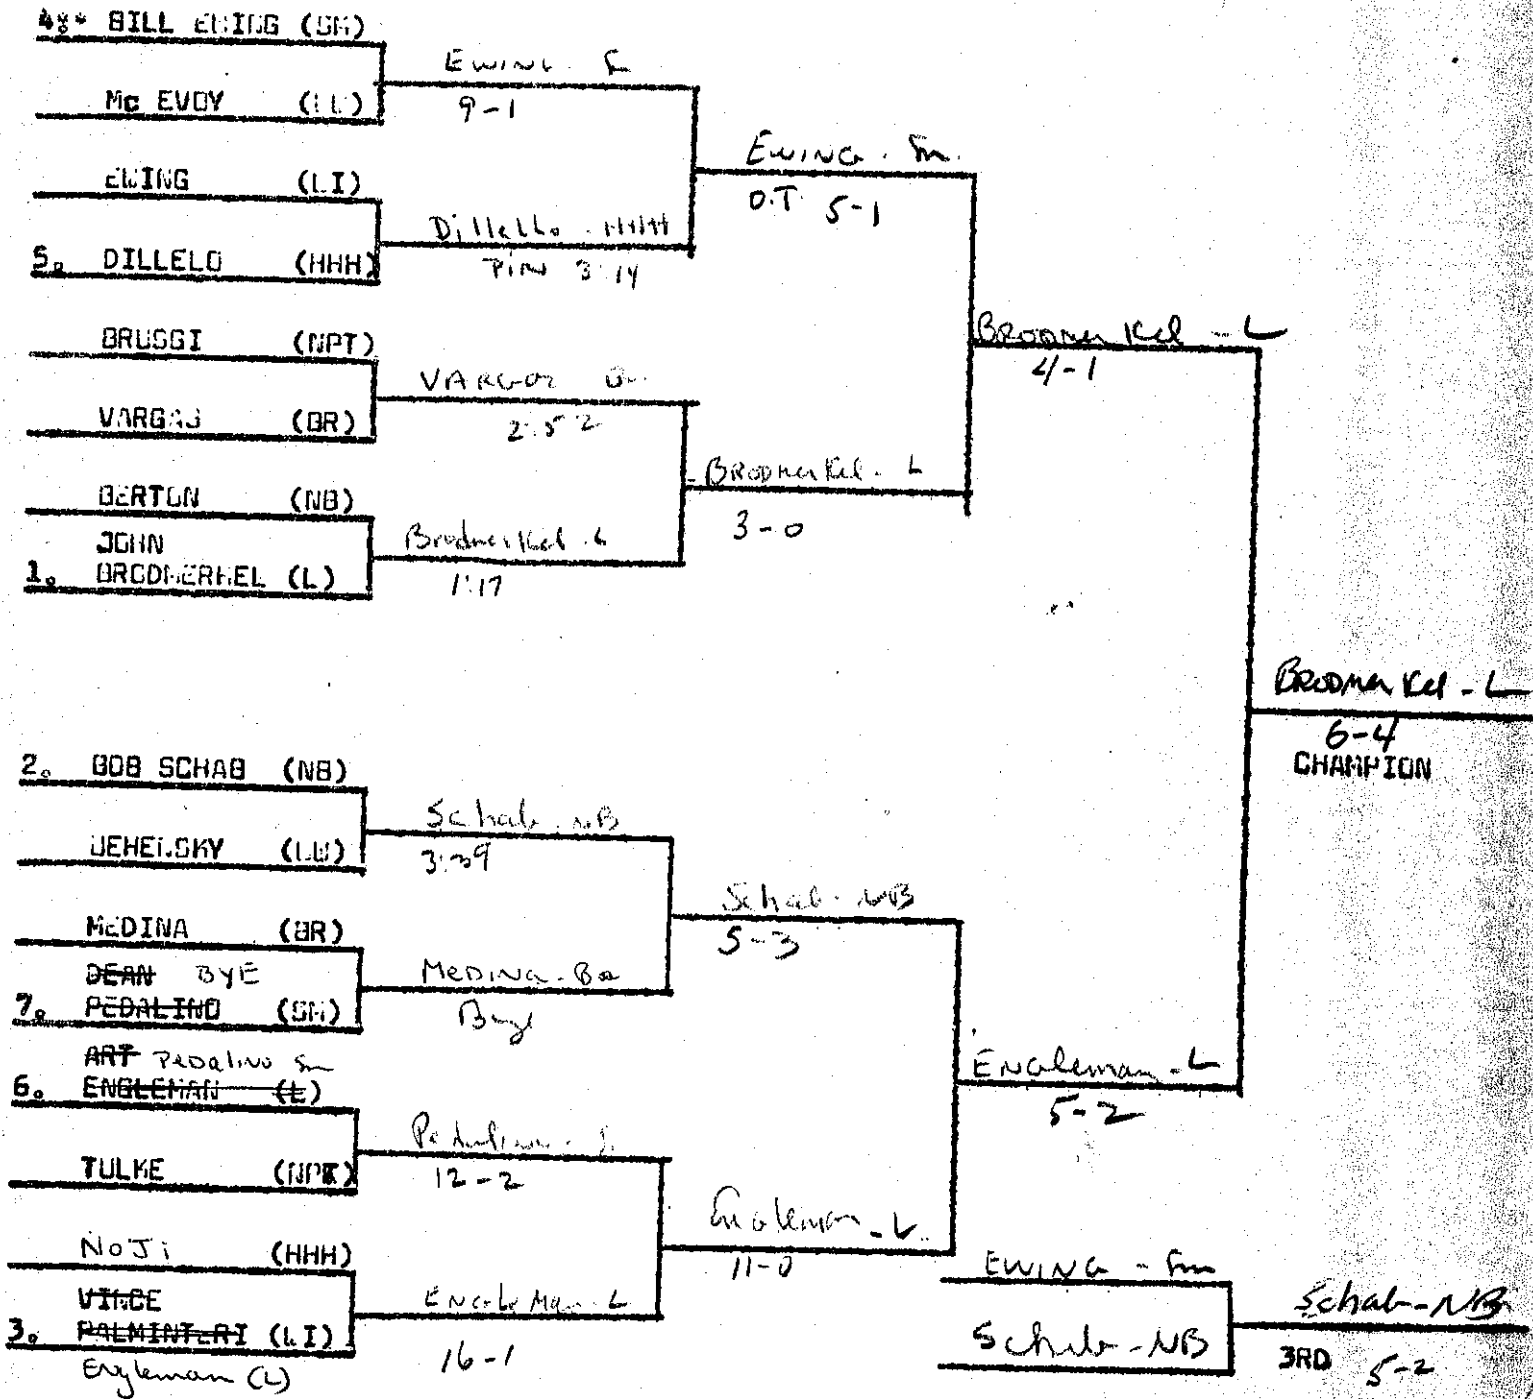 4** BILL EWING (SM)
Mc EVOY
EWING (LI)
5. DILLELO (HHH)
BRUGGI (NPT)
VARGAS (BR)
BERTON (NB)
JOHN
1. BRODMERKEL (L)
2. BOB SCHAB (NB)
(LW)
MEDINA (BR)
DEAN BYE
7. PEDALINO (SM)
ART Pedalino Sm
6. ENGLEMAN (L)
TULKE
NoJi (HHH)
VINCE
3. PALMINTERI (LI)
Engleman (L)
EWING
9-1
Dillello - HHH
PIN 3:14
VARGAS
2:52
Brodmerkel - L
1:17
Schab - NB
3:39
MEDINA - BR
Bye
Pedalino
12-2
Engleman - L
16-1
EWING - Sm
O.T. 5-1
BRODMERKEL - L
3-0
Schab - NB
5-3
Engleman - L
11-0
BRODMERKEL - L
4-1
ENGLEMAN - L
5-2
BRODMERKEL - L
6-4
CHAMPION
EWING - Sm
Schab - NB
Schab - NB
3RD 5-2